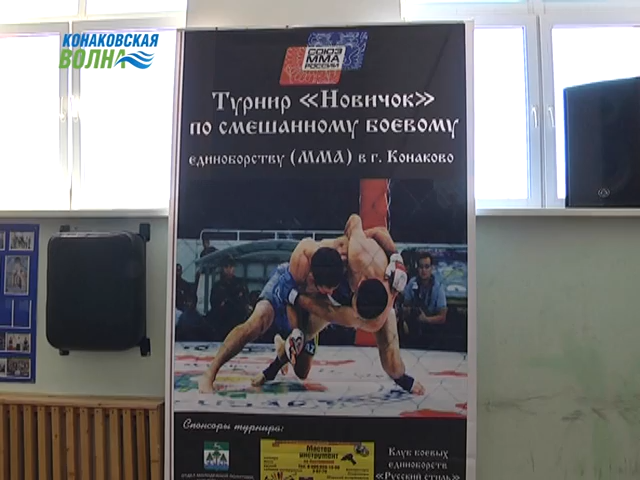 КОНАКОВСКАЯ
ВОЛНА
СОЮЗ
ММА
РОССИИ
Турнир «Новичок»
по смешанному боевому
единоборству (ММА) в г. Конаково
Спонсоры турнира:
Мастер
инструмент
Клуб боевых
единоборств
«Русский стиль»